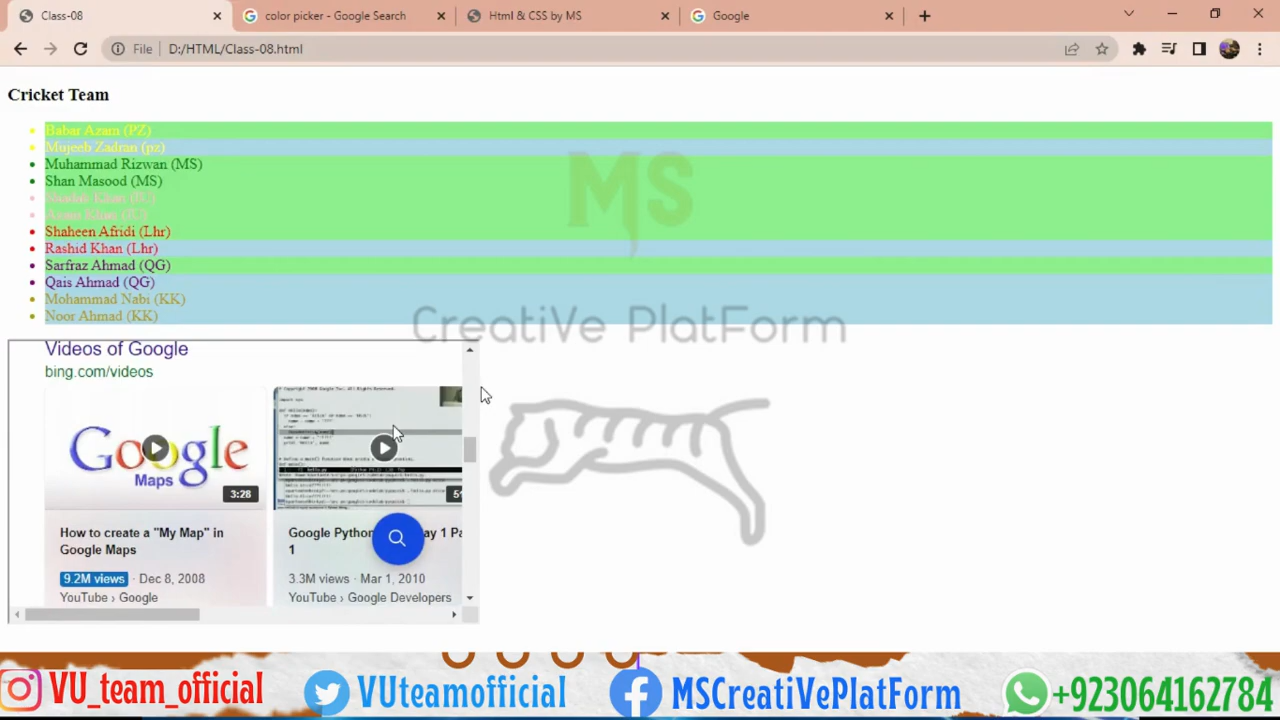 Class-08
color picker - Google Search
Html & CSS by MS
Google
File
D:/HTML/Class-08.html
Cricket Team
Babar Azam (PZ)
Mujeeb Zadran (pz)
Muhammad Rizwan (MS)
Shan Masood (MS)
Shaheen Afridi (Lhr)
Rashid Khan (Lhr)
Sarfraz Ahmad (QG)
Qais Ahmad (QG)
Mohammad Nabi (KK)
Noor Ahmad (KK)
MS
CreatiVe PlatForm
Videos of Google
bing.com/videos
Google
Maps
3:28
How to create a "My Map" in
Google Maps
9.2M views · Dec 8, 2008
YouTube › Google
Google Python
1
3.3M views · Mar 1, 2010
YouTube › Google Developers
VU_team_official
VUteamofficial
MSCreatiVePlatForm
+923064162784